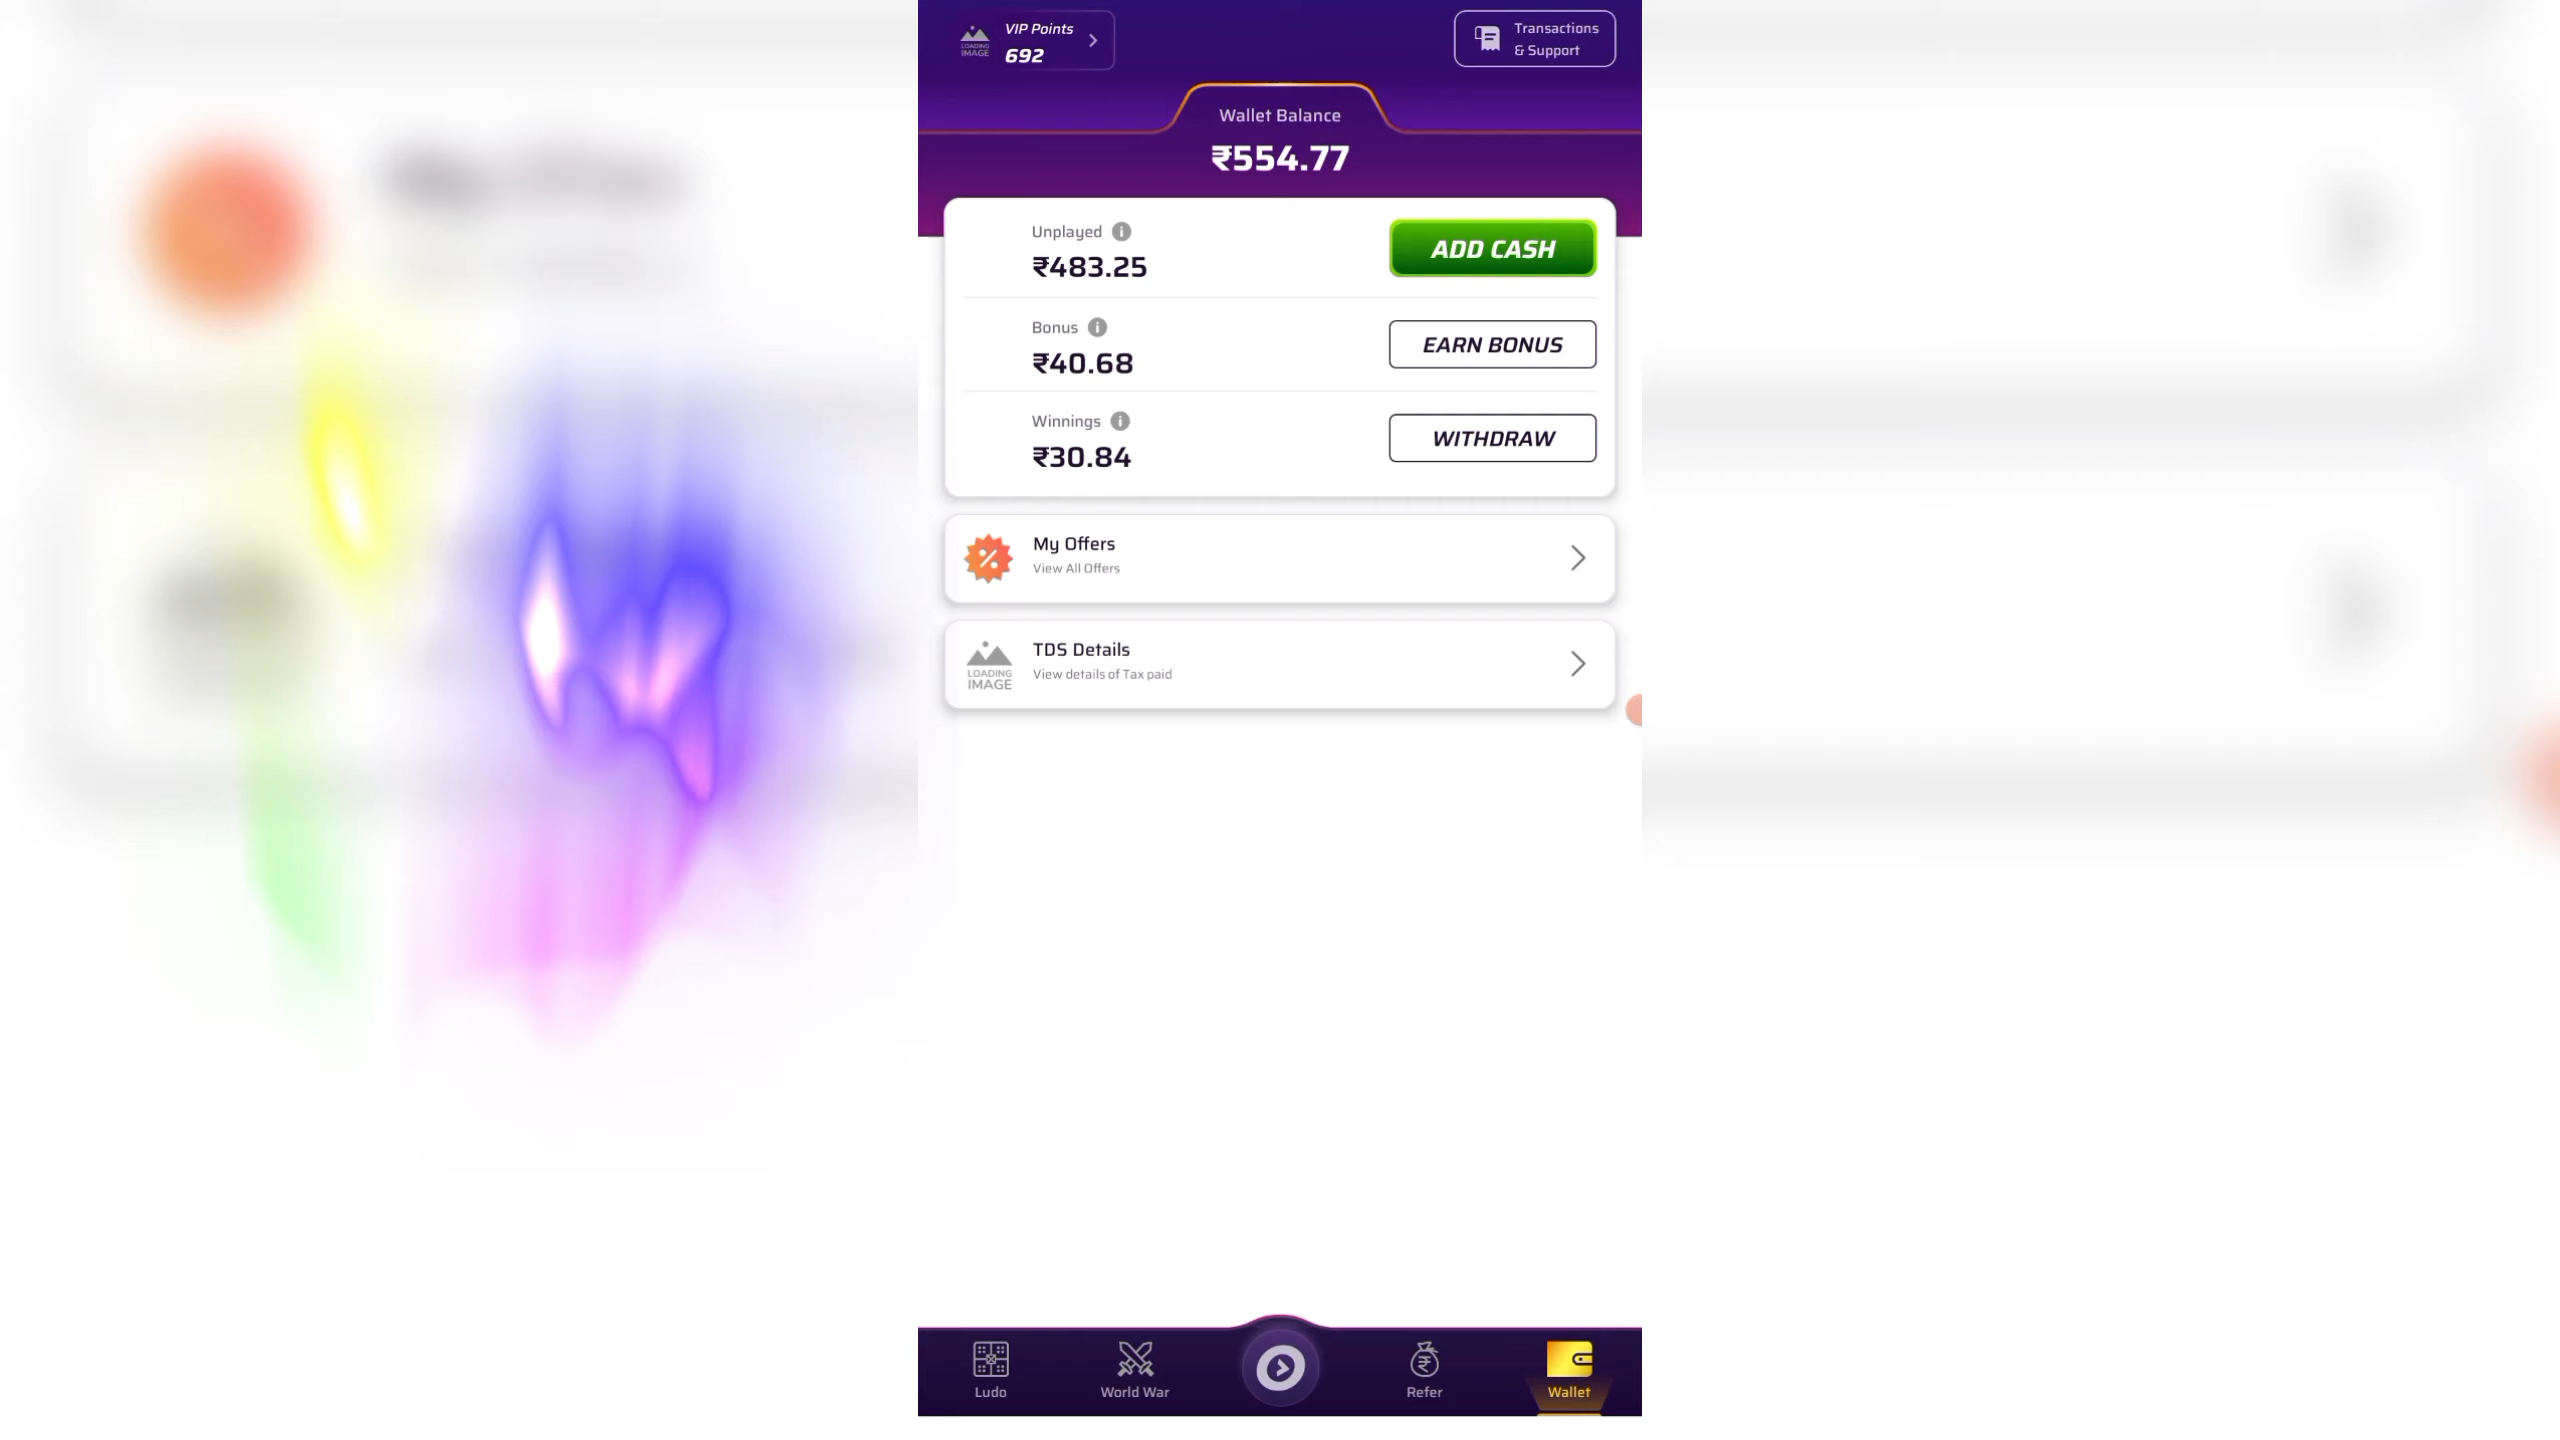 VIP Points
692
LOADING
IMAGE
Transactions
& Support
Wallet Balance
₹554.77
Unplayed
₹483.25
ADD CASH
Bonus
₹40.68
EARN BONUS
Winnings
₹30.84
WITHDRAW
My Offers
View All Offers
TDS Details
View details of Tax paid
LOADING
IMAGE
Ludo
World War
Refer
Wallet